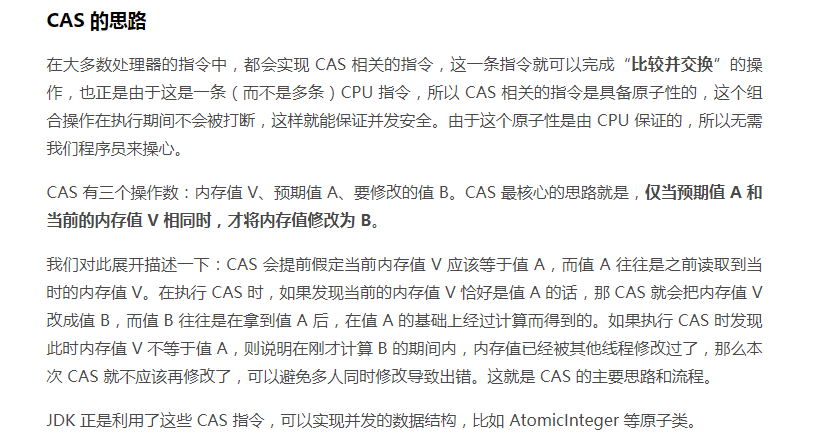 CAS 的思路
在大多数处理器的指令中，都会实现 CAS 相关的指令，这一条指令就可以完成“比较并交换”的操
作，也正是由于这是一条（而不是多条）CPU 指令，所以 CAS 相关的指令是具备原子性的，这个组
合操作在执行期间不会被打断，这样就能保证并发安全。由于这个原子性是由 CPU 保证的，所以无需
我们程序员来操心。
CAS 有三个操作数：内存值 V、预期值 A、要修改的值 B。CAS 最核心的思路就是，仅当预期值 A 和
当前的内存值 V 相同时，才将内存值修改为 B。
我们对此展开描述一下：CAS 会提前假定当前内存值 V 应该等于值 A，而值 A 往往是之前读取到当
时的内存值 V。在执行 CAS 时，如果发现当前的内存值 V 恰好是值 A 的话，那 CAS 就会把内存值 V
改成值 B，而值 B 往往是在拿到值 A 后，在值 A 的基础上经过计算而得到的。如果执行 CAS 时发现
此时内存值 V 不等于值 A，则说明在刚才计算 B 的期间内，内存值已经被其他线程修改过了，那么本
次 CAS 就不应该再修改了，可以避免多人同时修改导致出错。这就是 CAS 的主要思路和流程。
JDK 正是利用了这些 CAS 指令，可以实现并发的数据结构，比如 AtomicInteger 等原子类。